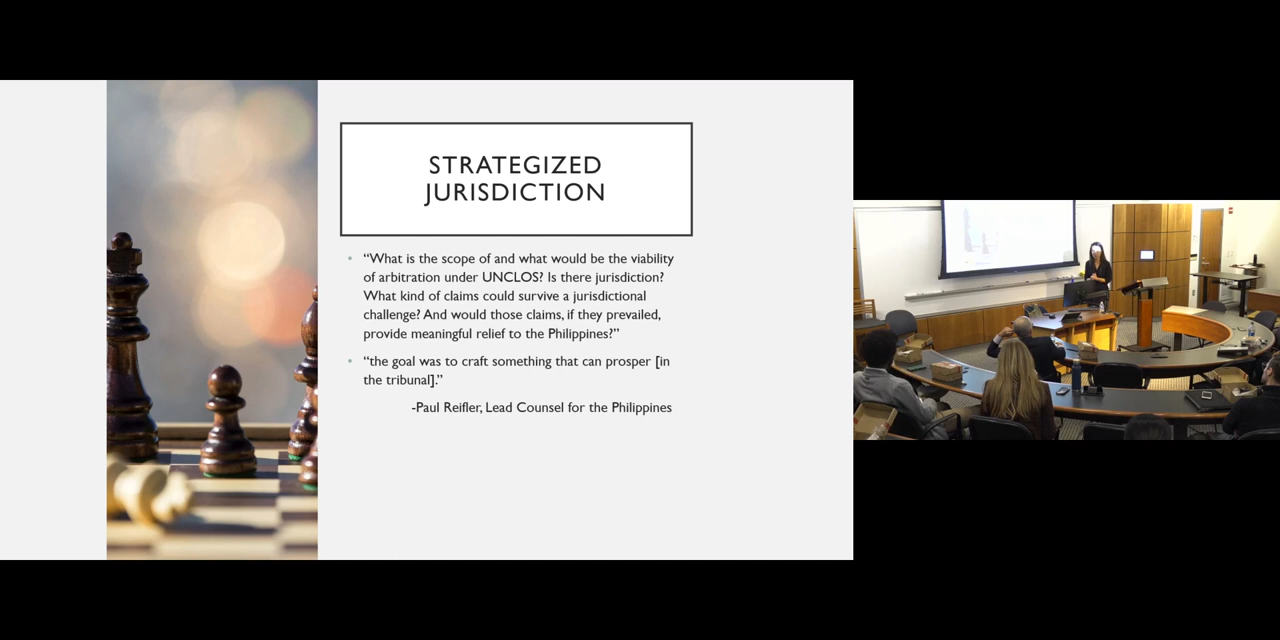 STRATEGIZED
JURISDICTION
• “What is the scope of and what would be the viability
of arbitration under UNCLOS? Is there jurisdiction?
What kind of claims could survive a jurisdictional
challenge? And would those claims, if they prevailed,
provide meaningful relief to the Philippines?”
• “the goal was to craft something that can prosper [in
the tribunal].”
-Paul Reifler, Lead Counsel for the Philippines